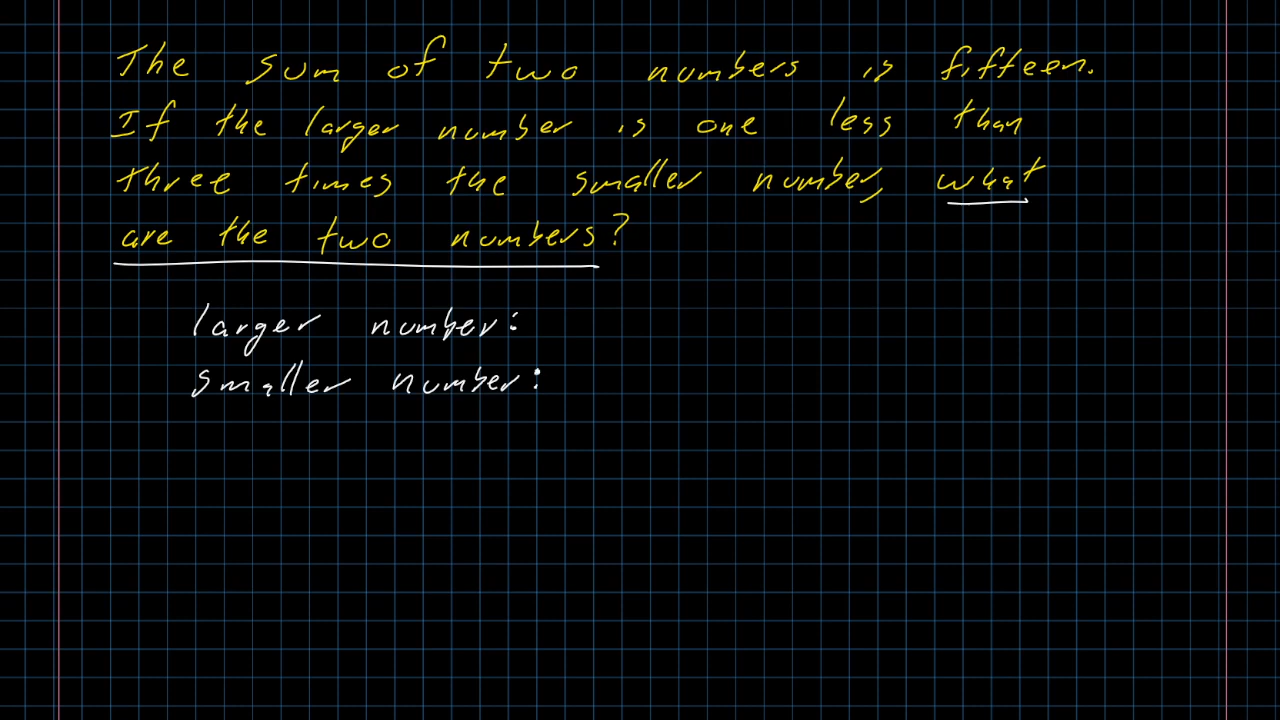 The sum of two numbers is fifteen.
If the larger number is one less than
three times the smaller number, what
are the two numbers?
larger number:
smaller number: